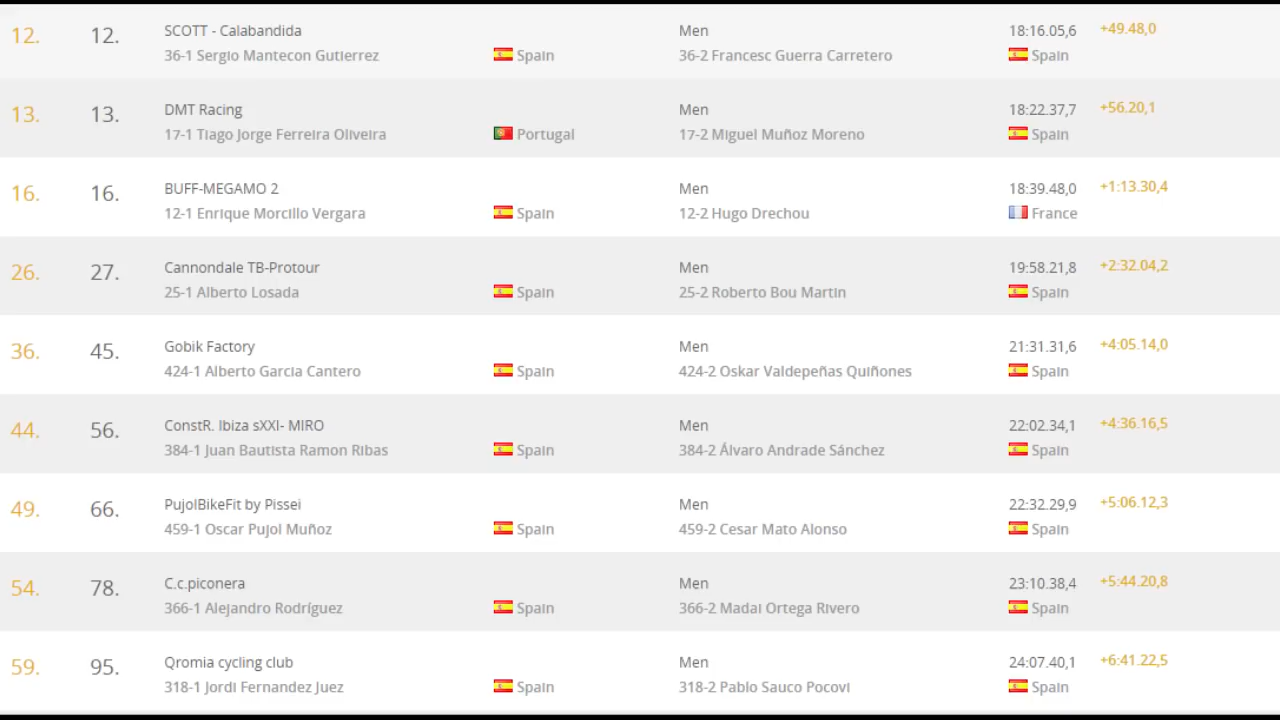 12. 12. SCOTT - Calabandida Men 18:16.05,6 +49.48,0
36-1 Sergio Mantecon Gutierrez Spain 36-2 Francesc Guerra Carretero Spain
13. 13. DMT Racing Men 18:22.37,7 +56.20,1
17-1 Tiago Jorge Ferreira Oliveira Portugal 17-2 Miguel Muñoz Moreno Spain
16. 16. BUFF-MEGAMO 2 Men 18:39.48,0 +1:13.30,4
12-1 Enrique Morcillo Vergara Spain 12-2 Hugo Drechou France
26. 27. Cannondale TB-Protour Men 19:58.21,8 +2:32.04,2
25-1 Alberto Losada Spain 25-2 Roberto Bou Martin Spain
36. 45. Gobik Factory Men 21:31.31,6 +4:05.14,0
424-1 Alberto Garcia Cantero Spain 424-2 Oskar Valdepeñas Quiñones Spain
44. 56. ConstR. Ibiza sXXI- MIRO Men 22:02.34,1 +4:36.16,5
384-1 Juan Bautista Ramon Ribas Spain 384-2 Álvaro Andrade Sánchez Spain
49. 66. PujolBikeFit by Pissei Men 22:32.29,9 +5:06.12,3
459-1 Oscar Pujol Muñoz Spain 459-2 Cesar Mato Alonso Spain
54. 78. C.c.piconera Men 23:10.38,4 +5:44.20,8
366-1 Alejandro Rodríguez Spain 366-2 Madai Ortega Rivero Spain
59. 95. Qromia cycling club Men 24:07.40,1 +6:41.22,5
318-1 Jordi Fernandez Juez Spain 318-2 Pablo Sauco Pocovi Spain